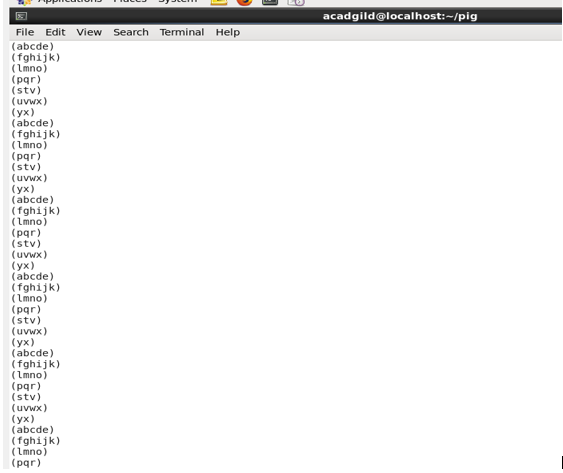 Applications Places System
acadgild@localhost:~/pig
File Edit View Search Terminal Help
(abcde)
(fghijk)
(lmno)
(pqr)
(stv)
(uvwx)
(yx)
(abcde)
(fghijk)
(lmno)
(pqr)
(stv)
(uvwx)
(yx)
(abcde)
(fghijk)
(lmno)
(pqr)
(stv)
(uvwx)
(yx)
(abcde)
(fghijk)
(lmno)
(pqr)
(stv)
(uvwx)
(yx)
(abcde)
(fghijk)
(lmno)
(pqr)
(stv)
(uvwx)
(yx)
(abcde)
(fghijk)
(lmno)
(pqr)